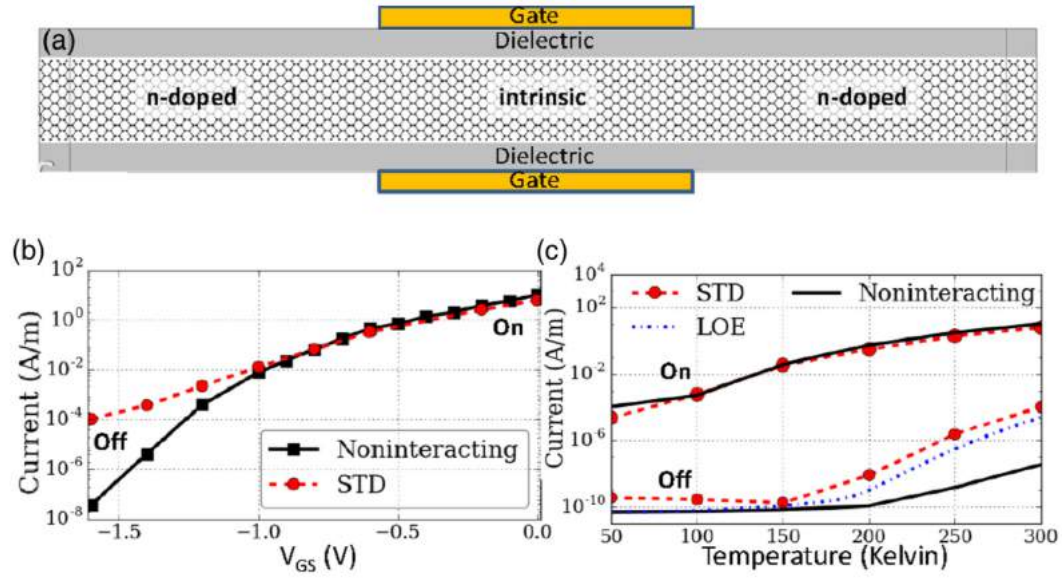 Gate
(a)
Dielectric
n-doped intrinsic n-doped
Dielectric
Gate
(b)
10^2
10^0
10^-2
10^-4
10^-6
10^-8
Current (A/m)
On
Off
Noninteracting
STD
−1.5 −1.0 −0.5 0.0
V_GS (V)
(c)
10^4
10^2
10^-2
10^-6
10^-10
Current (A/m)
STD Noninteracting
LOE
On
Off
50 100 150 200 250 300
Temperature (Kelvin)